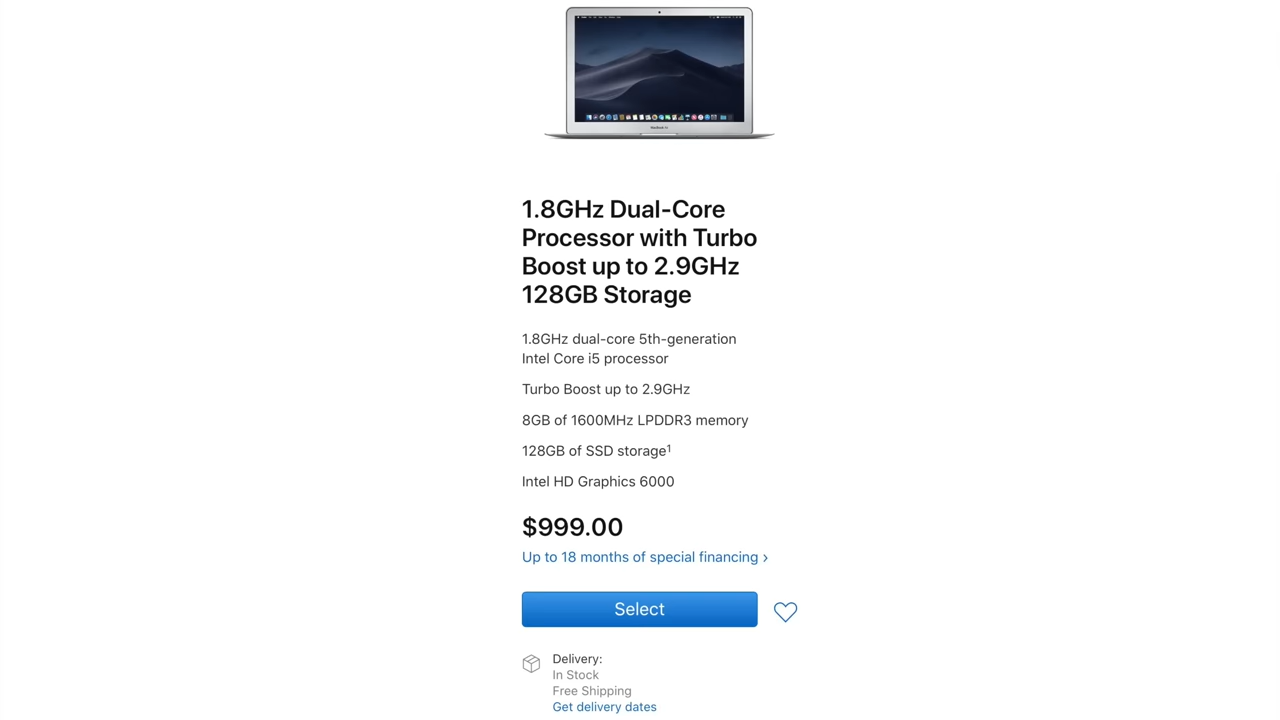 MacBook Air
1.8GHz Dual-Core
Processor with Turbo
Boost up to 2.9GHz
128GB Storage
1.8GHz dual-core 5th-generation
Intel Core i5 processor
Turbo Boost up to 2.9GHz
8GB of 1600MHz LPDDR3 memory
128GB of SSD storage¹
Intel HD Graphics 6000
$999.00
Up to 18 months of special financing ›
Select
Delivery:
In Stock
Free Shipping
Get delivery dates